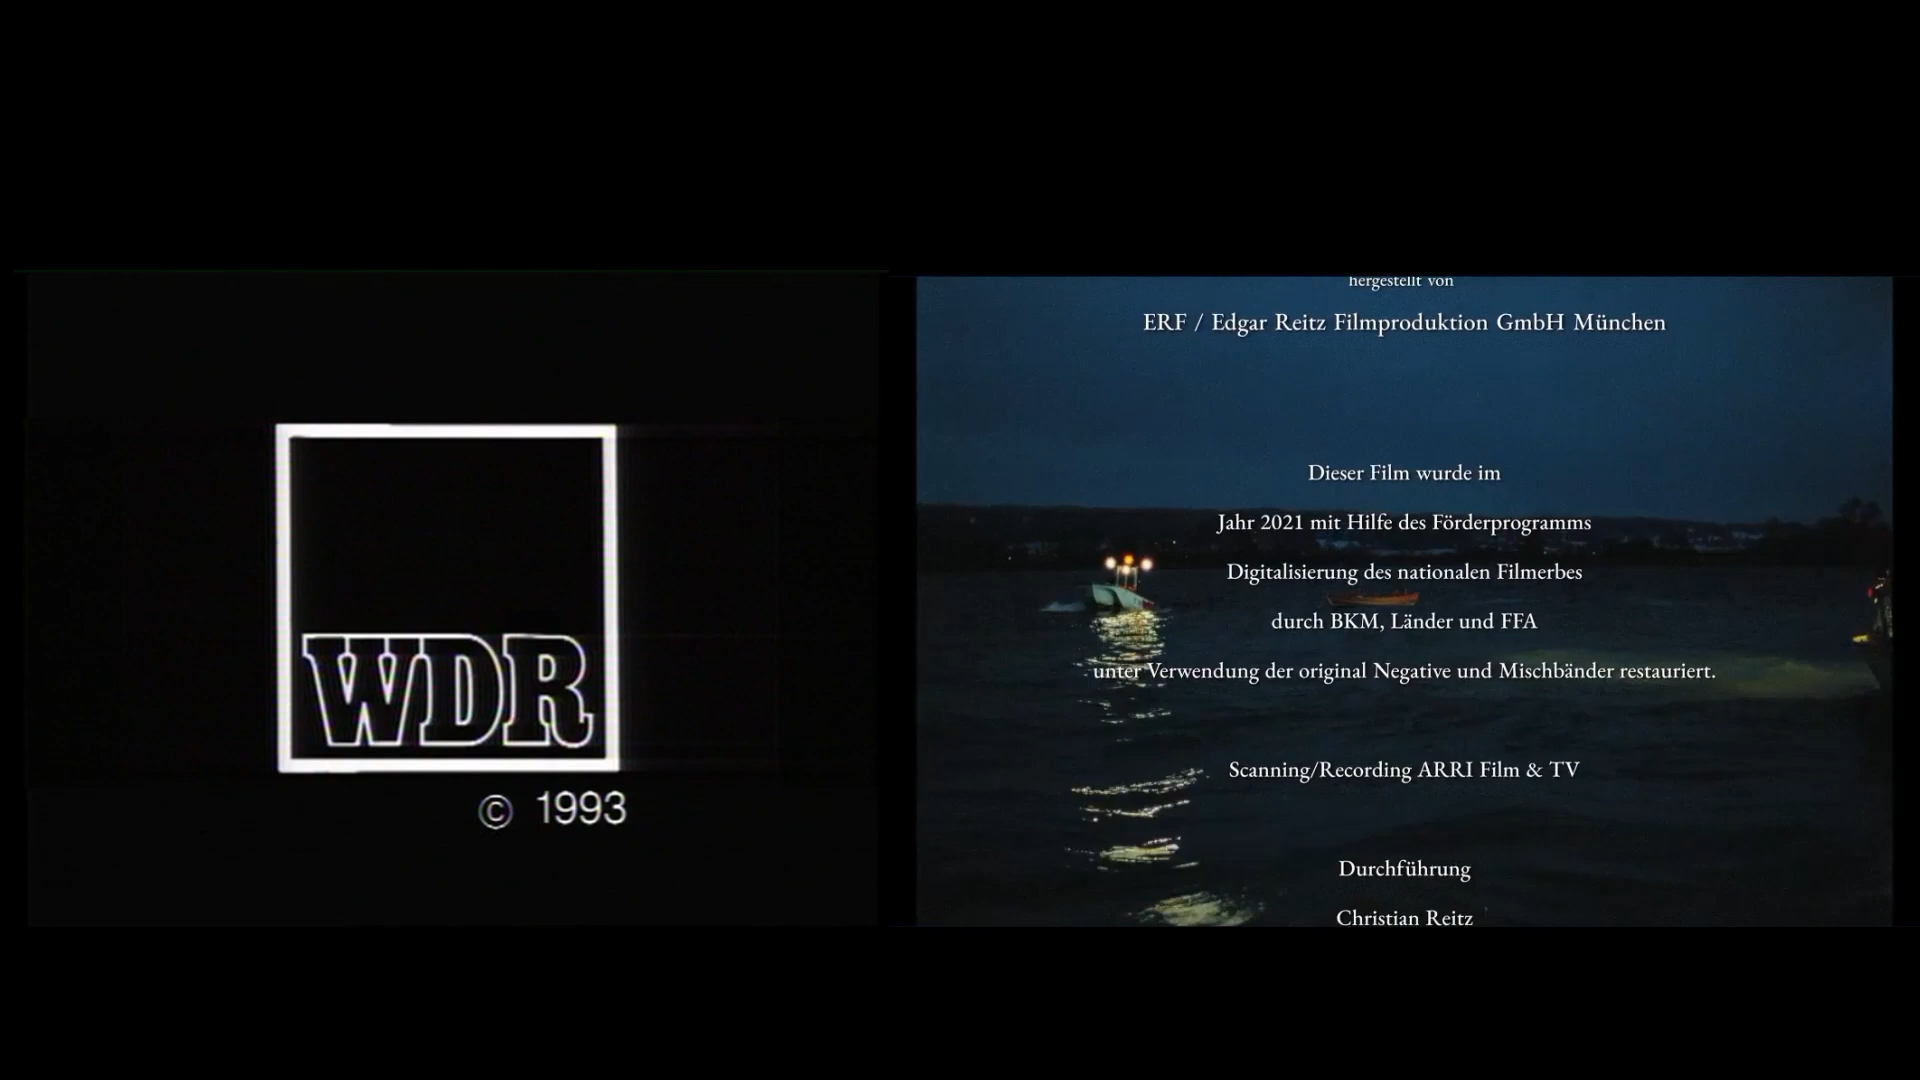 WDR
© 1993
hergestellt von
ERF / Edgar Reitz Filmproduktion GmbH München
Dieser Film wurde im
Jahr 2021 mit Hilfe des Förderprogramms
Digitalisierung des nationalen Filmerbes
durch BKM, Länder und FFA
unter Verwendung der original Negative und Mischbänder restauriert.
Scanning/Recording ARRI Film & TV
Durchführung
Christian Reitz